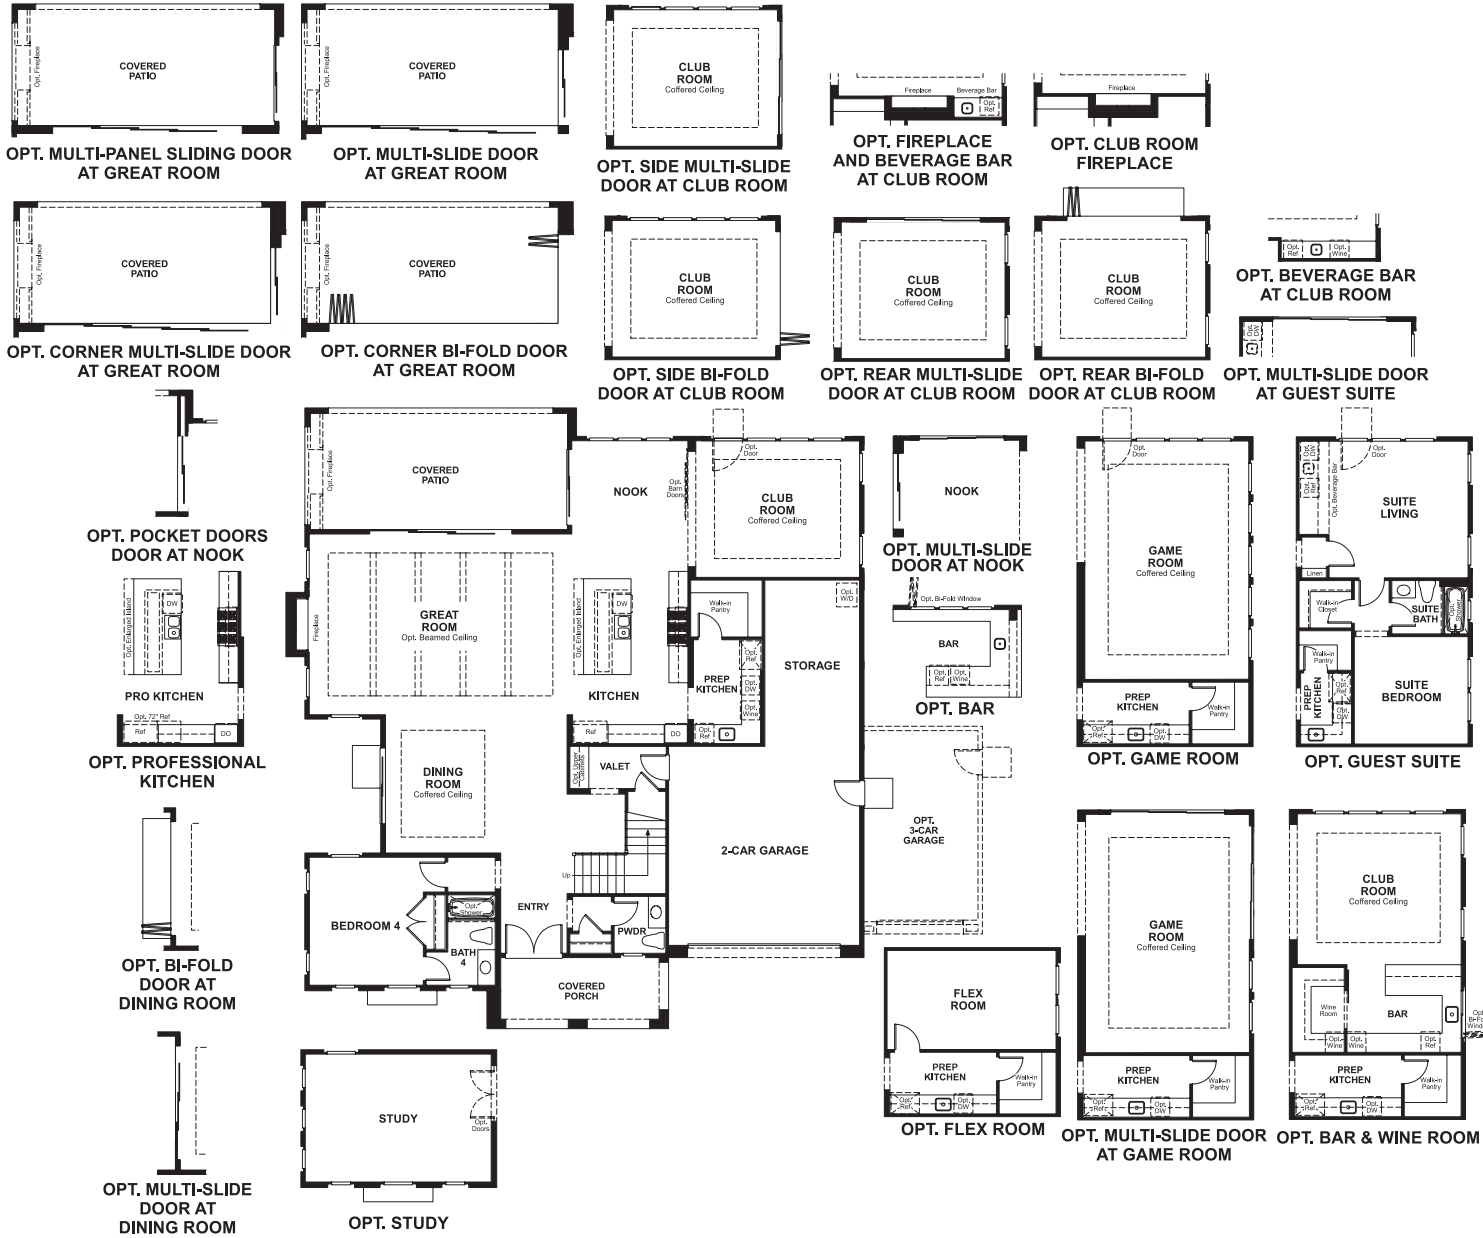 COVERED
PATIO
Opt. Fireplace
OPT. MULTI-PANEL SLIDING DOOR
AT GREAT ROOM
COVERED
PATIO
Opt. Fireplace
OPT. MULTI-SLIDE DOOR
AT GREAT ROOM
CLUB
ROOM
Coffered Ceiling
OPT. SIDE MULTI-SLIDE
DOOR AT CLUB ROOM
Fireplace
Beverage Bar
Opt.
Ref
OPT. FIREPLACE
AND BEVERAGE BAR
AT CLUB ROOM
Fireplace
OPT. CLUB ROOM
FIREPLACE
COVERED
PATIO
Opt. Fireplace
OPT. CORNER MULTI-SLIDE DOOR
AT GREAT ROOM
COVERED
PATIO
Opt. Fireplace
OPT. CORNER BI-FOLD DOOR
AT GREAT ROOM
CLUB
ROOM
Coffered Ceiling
OPT. SIDE BI-FOLD
DOOR AT CLUB ROOM
CLUB
ROOM
Coffered Ceiling
OPT. REAR MULTI-SLIDE
DOOR AT CLUB ROOM
CLUB
ROOM
Coffered Ceiling
OPT. REAR BI-FOLD
DOOR AT CLUB ROOM
Opt.
Ref
Opt.
Wine
OPT. BEVERAGE BAR
AT CLUB ROOM
Opt.
DW
OPT. MULTI-SLIDE DOOR
AT GUEST SUITE
OPT. POCKET DOORS
DOOR AT NOOK
Opt. Enlarged Island
DW
PRO KITCHEN
Opt. 72" Ref
Ref
DO
OPT. PROFESSIONAL
KITCHEN
OPT. BI-FOLD
DOOR AT
DINING ROOM
OPT. MULTI-SLIDE
DOOR AT
DINING ROOM
Opt. Fireplace
COVERED
PATIO
NOOK
Opt.
Barn
Doors
Opt.
Door
CLUB
ROOM
Coffered Ceiling
Fireplace
GREAT
ROOM
Opt. Beamed Ceiling
Opt. Enlarged Island
DW
KITCHEN
Ref
DO
Walk-in
Pantry
PREP
KITCHEN
Opt.
Ref
Opt.
DW
Opt.
Wine
Opt.
Ref
Opt.
W/D
STORAGE
DINING
ROOM
Coffered Ceiling
Opt. Upper
Cabinets
VALET
Up
2-CAR GARAGE
OPT.
3-CAR
GARAGE
BEDROOM 4
Opt.
Shower
BATH
4
ENTRY
PWDR
COVERED
PORCH
STUDY
Opt.
Doors
OPT. STUDY
NOOK
OPT. MULTI-SLIDE
DOOR AT NOOK
Opt. Bi-Fold Window
BAR
Opt.
Ref
Opt.
Wine
OPT. BAR
Opt.
Door
GAME
ROOM
Coffered Ceiling
PREP
KITCHEN
Opt.
Ref
Opt.
DW
Walk-in
Pantry
OPT. GAME ROOM
Opt.
DW
Opt.
Ref
Opt. Beverage Bar
Opt.
Door
SUITE
LIVING
Linen
Walk-in
Closet
SUITE
BATH
Opt.
Shower
Walk-in
Pantry
PREP
KITCHEN
Opt.
Ref
Opt.
DW
SUITE
BEDROOM
OPT. GUEST SUITE
FLEX
ROOM
PREP
KITCHEN
Opt.
Ref
Opt.
DW
Walk-in
Pantry
OPT. FLEX ROOM
GAME
ROOM
Coffered Ceiling
PREP
KITCHEN
Opt.
Ref
Opt.
DW
Walk-in
Pantry
OPT. MULTI-SLIDE DOOR
AT GAME ROOM
CLUB
ROOM
Coffered Ceiling
Wine
Room
BAR
Opt.
Wine
Opt.
Wine
Opt.
Ref
PREP
KITCHEN
Opt.
Ref
Opt.
DW
Walk-in
Pantry
OPT. BAR & WINE ROOM